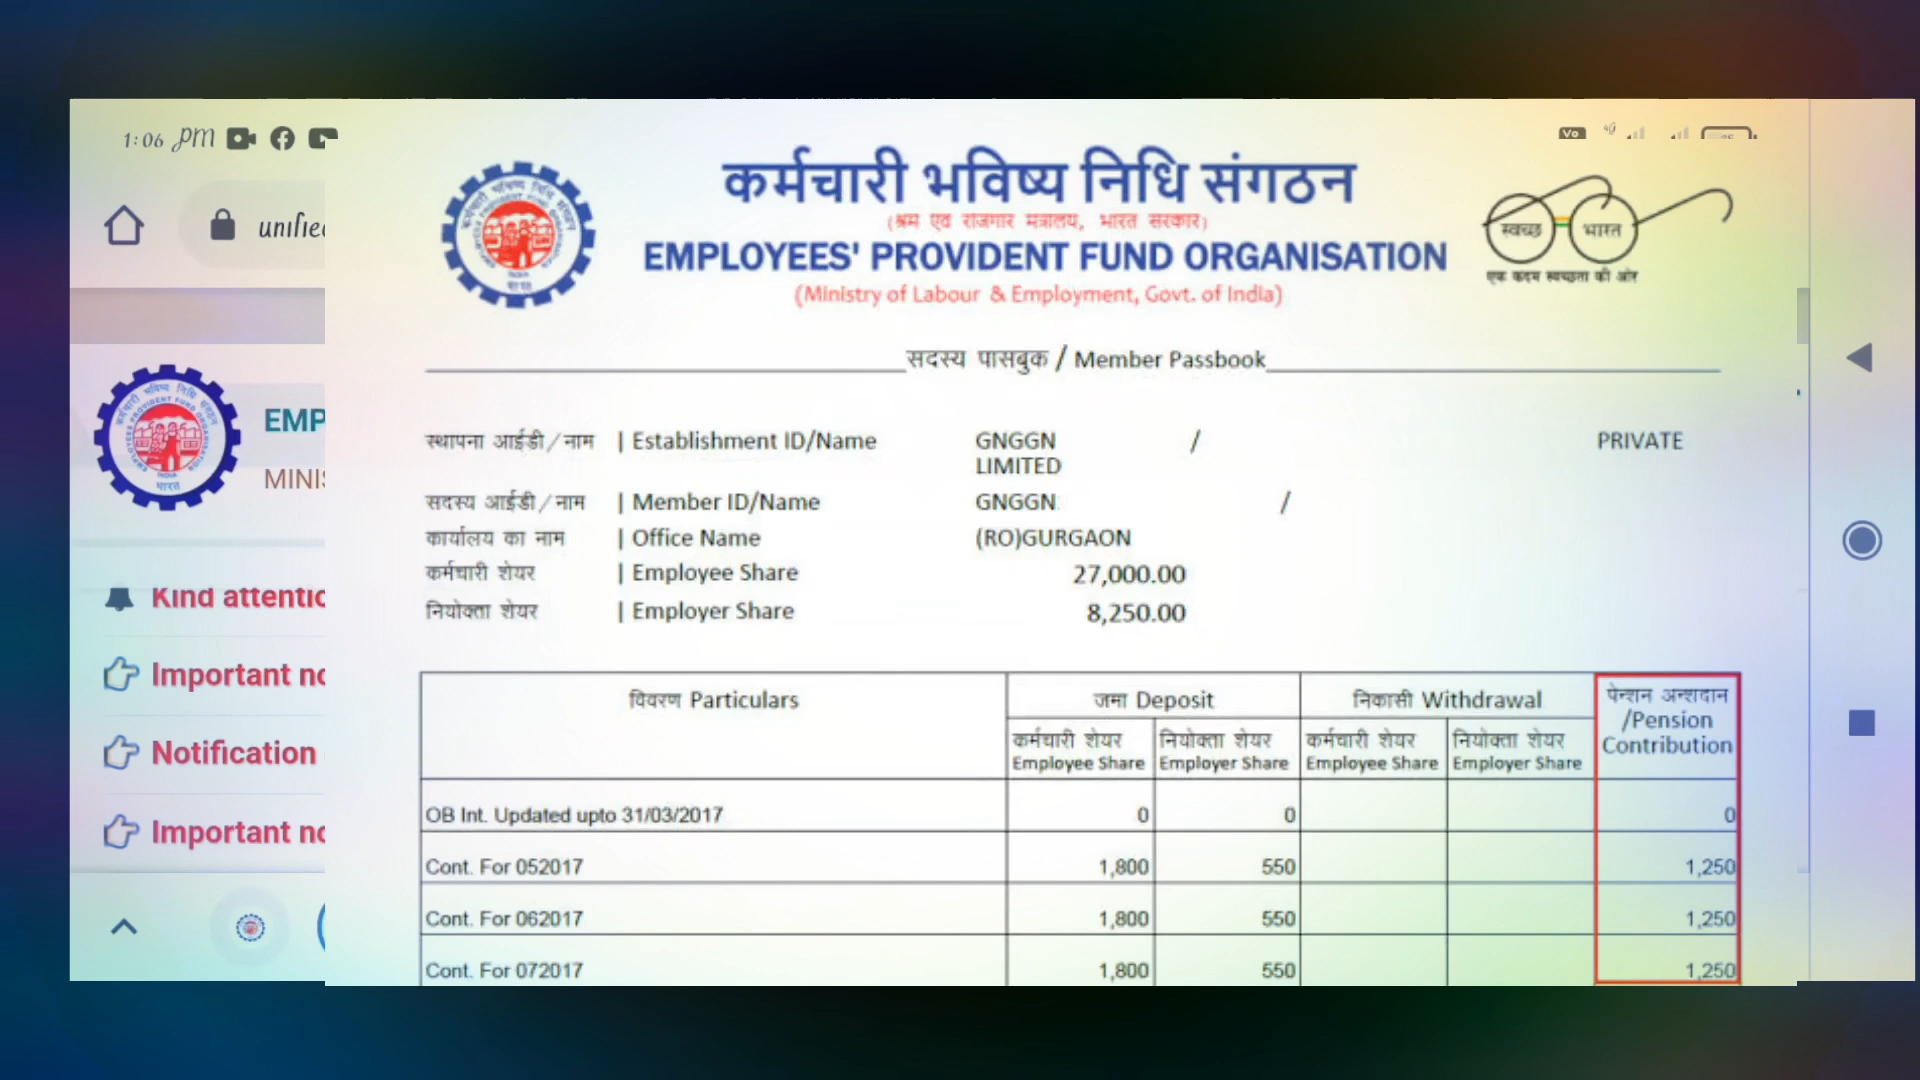 1:06 PM
Vo 4G
unified
EMP
MINIS
Kind attentio
Important no
Notification
Important no
कर्मचारी भविष्य निधि संगठन
(श्रम एवं रोजगार मंत्रालय, भारत सरकार)
EMPLOYEES' PROVIDENT FUND ORGANISATION
(Ministry of Labour & Employment, Govt. of India)
स्वच्छ भारत
एक कदम स्वच्छता की ओर
सदस्य पासबुक / Member Passbook
स्थापना आईडी/नाम | Establishment ID/Name GNGGN / PRIVATE
LIMITED
सदस्य आईडी/नाम | Member ID/Name GNGGN /
कार्यालय का नाम | Office Name (RO)GURGAON
कर्मचारी शेयर | Employee Share 27,000.00
नियोक्ता शेयर | Employer Share 8,250.00
विवरण Particulars जमा Deposit निकासी Withdrawal पेन्शन अन्शदान
/Pension
Contribution
कर्मचारी शेयर नियोक्ता शेयर कर्मचारी शेयर नियोक्ता शेयर
Employee Share Employer Share Employee Share Employer Share
OB Int. Updated upto 31/03/2017 0 0 0
Cont. For 052017 1,800 550 1,250
Cont. For 062017 1,800 550 1,250
Cont. For 072017 1,800 550 1,250